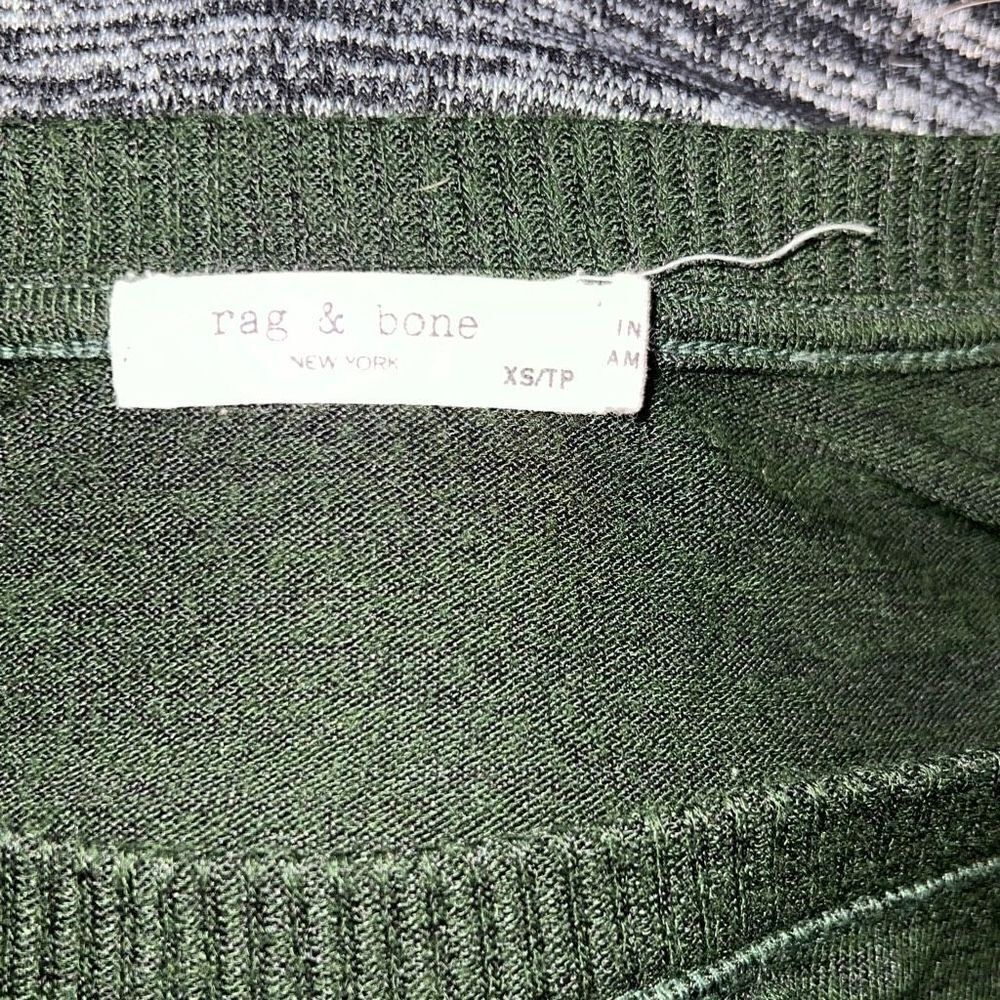 rag & bone
NEW YORK
XS/TP
IN
AM